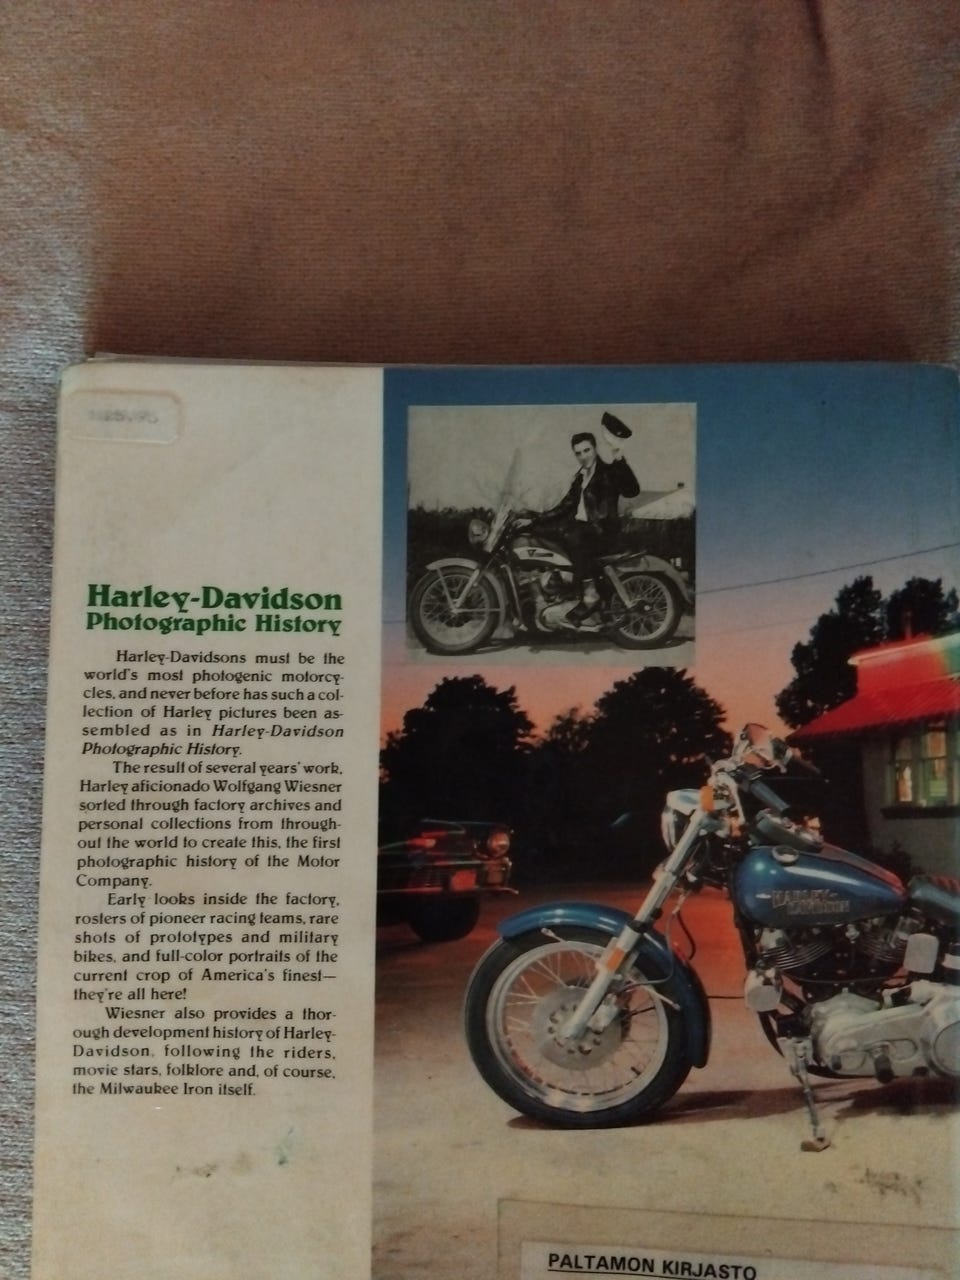 Harley-Davidson
Photographic History
Harley-Davidsons must be the
world's most photogenic motorcy-
cles, and never before has such a col-
lection of Harley pictures been as-
sembled as in Harley-Davidson
Photographic History.
The result of several years' work,
Harley aficionado Wolfgang Wiesner
sorted through factory archives and
personal collections from through-
out the world to create this, the first
photographic history of the Motor
Company.
Early looks inside the factory,
rosters of pioneer racing teams, rare
shots of prototypes and military
bikes, and full-color portraits of the
current crop of America's finest—
they're all here!
Wiesner also provides a thor-
ough development history of Harley-
Davidson, following the riders,
movie stars, folklore and, of course,
the Milwaukee Iron itself.
HARLEY-
DAVIDSON
PALTAMON KIRJASTO